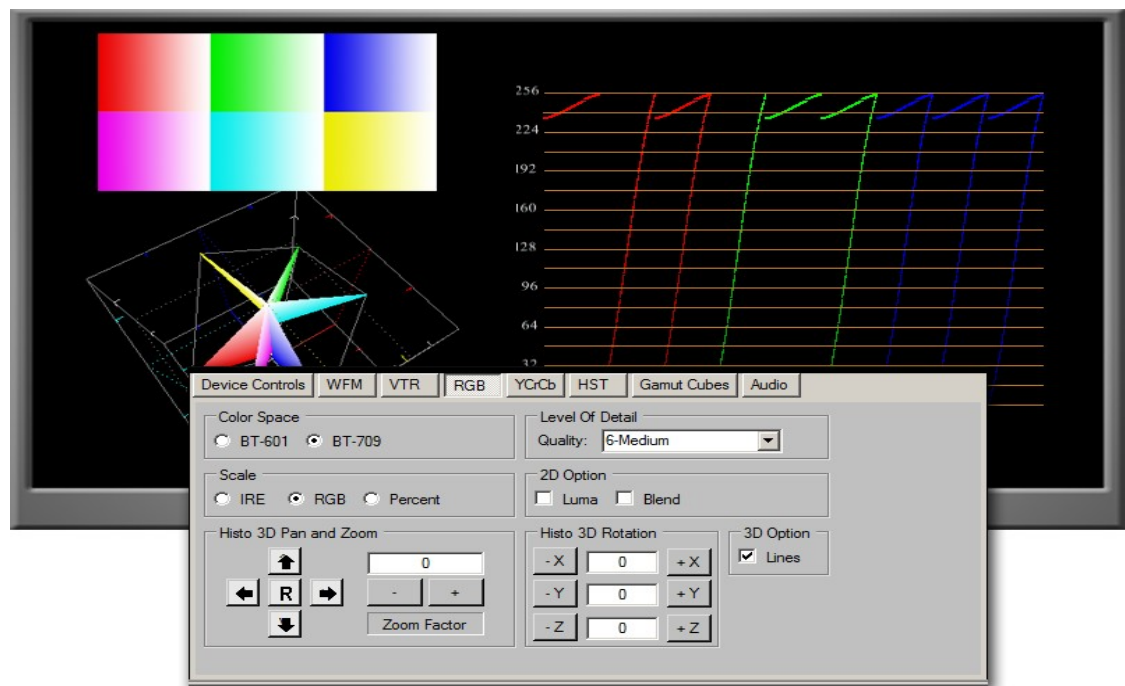 256
224
192
160
128
96
64
32
Device Controls WFM VTR RGB YCrCb HST Gamut Cubes Audio
Color Space
BT-601 BT-709
Level Of Detail
Quality: 6-Medium
Scale
IRE RGB Percent
2D Option
Luma Blend
Histo 3D Pan and Zoom
0
R - +
Zoom Factor
Histo 3D Rotation
- X 0 + X
- Y 0 + Y
- Z 0 + Z
3D Option
Lines